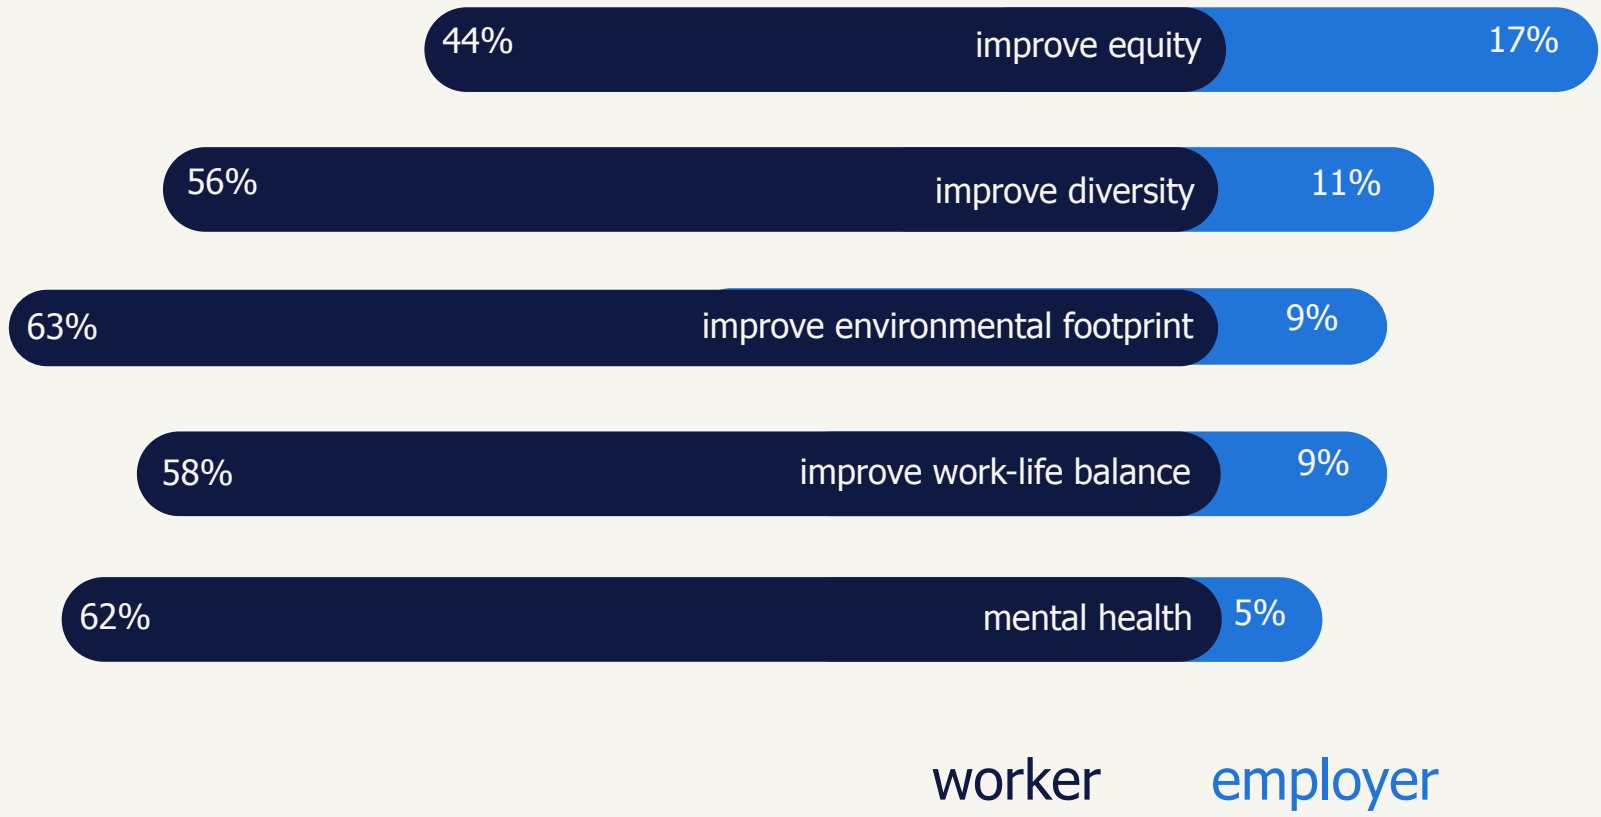 44% improve equity 17%
56% improve diversity 11%
63% improve environmental footprint 9%
58% improve work-life balance 9%
62% mental health 5%
worker employer